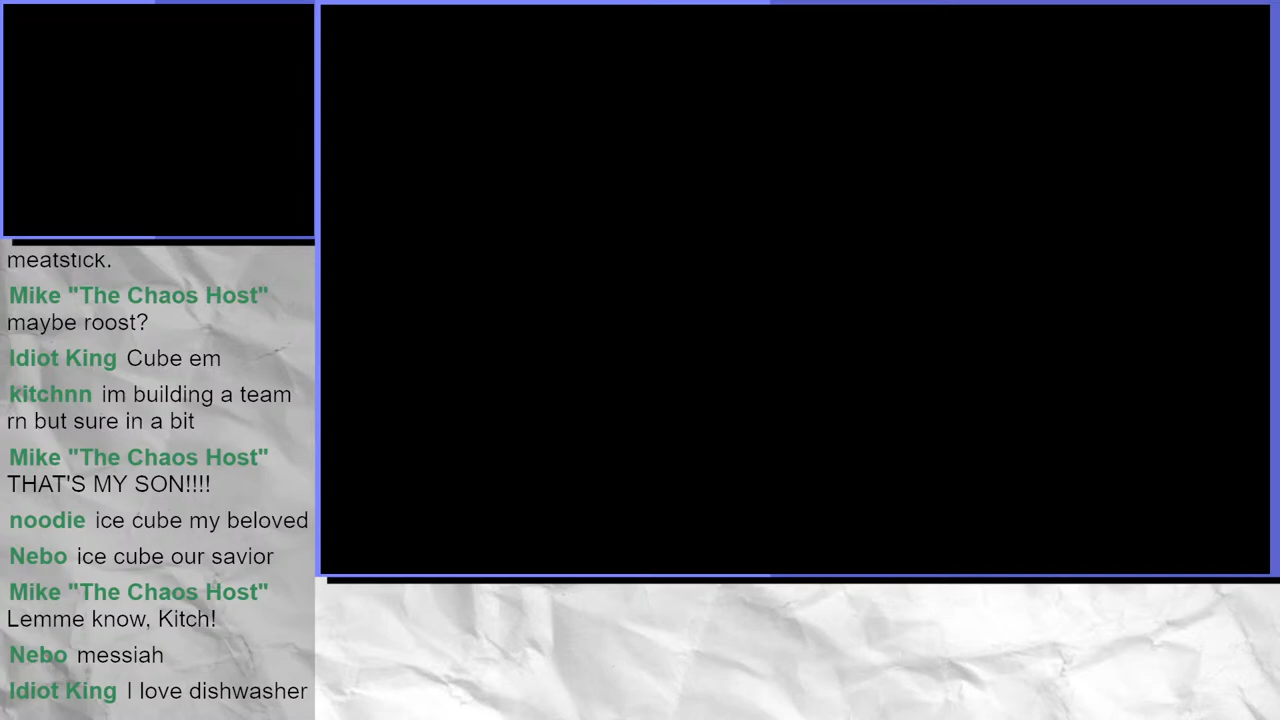 meatstick.
Mike "The Chaos Host"
maybe roost?
Idiot King Cube em
kitchnn im building a team
rn but sure in a bit
Mike "The Chaos Host"
THAT'S MY SON!!!!
noodie ice cube my beloved
Nebo ice cube our savior
Mike "The Chaos Host"
Lemme know, Kitch!
Nebo messiah
Idiot King I love dishwasher